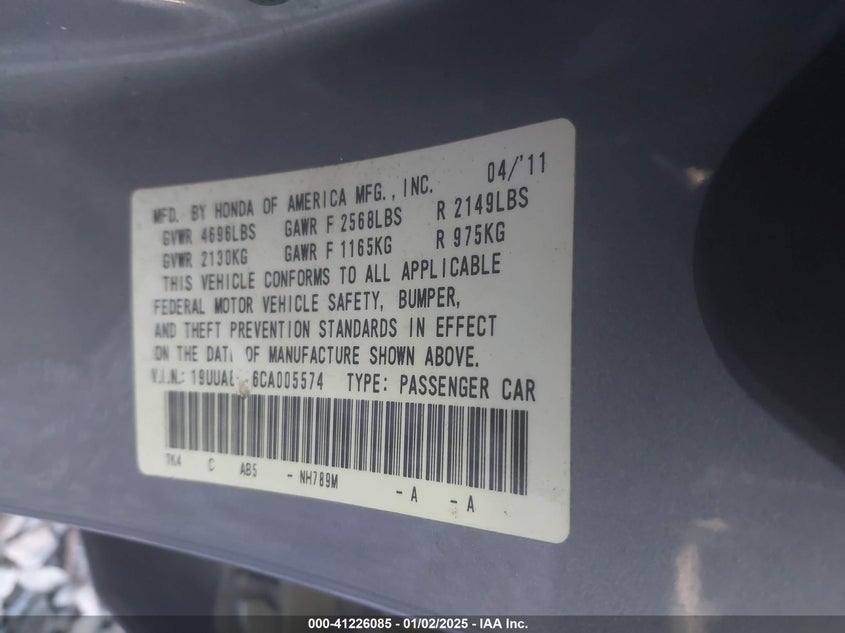 04/'11
MFD. BY HONDA OF AMERICA MFG., INC.
GVWR 4696LBS GAWR F 2568LBS R 2149LBS
GVWR 2130KG GAWR F 1165KG R 975KG
THIS VEHICLE CONFORMS TO ALL APPLICABLE
FEDERAL MOTOR VEHICLE SAFETY, BUMPER,
AND THEFT PREVENTION STANDARDS IN EFFECT
ON THE DATE OF MANUFACTURE SHOWN ABOVE.
V.I.N.: TYPE: PASSENGER CAR
TK4 C AB5 - NH789M - A - A
000-41226085 — 01/02/2025 — IAA Inc.